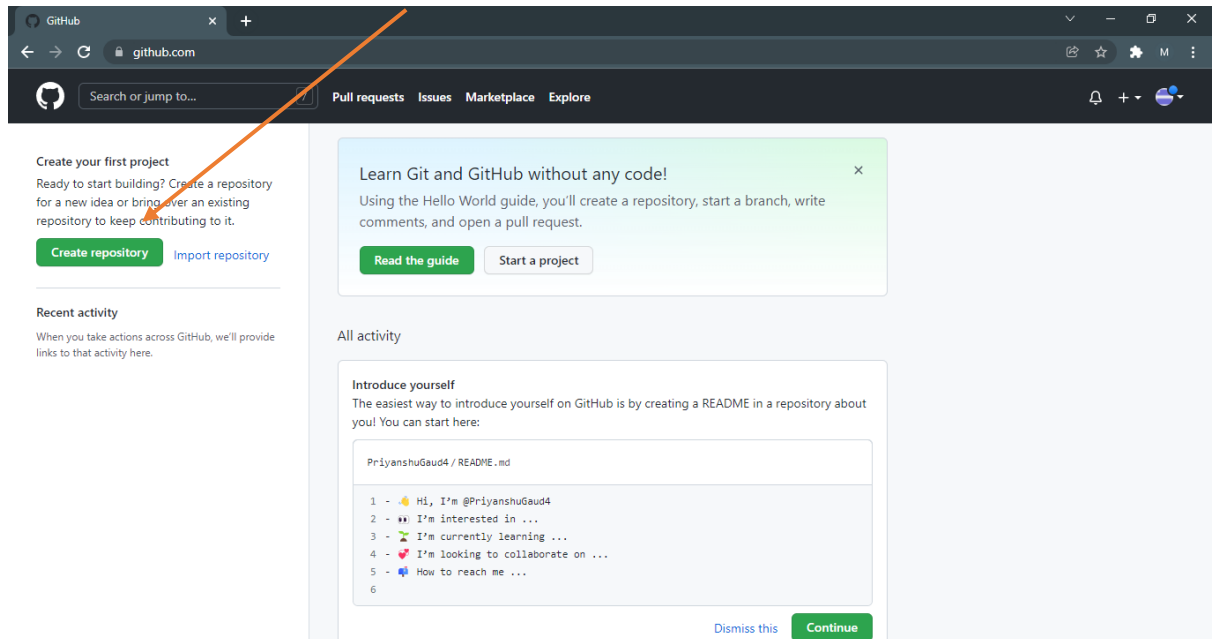 GitHub
github.com
M
Search or jump to...
/
Pull requests Issues Marketplace Explore
Create your first project
Ready to start building? Create a repository
for a new idea or bring over an existing
repository to keep contributing to it.
Create repository Import repository
Recent activity
When you take actions across GitHub, we'll provide
links to that activity here.
Learn Git and GitHub without any code!
Using the Hello World guide, you'll create a repository, start a branch, write
comments, and open a pull request.
Read the guide Start a project
All activity
Introduce yourself
The easiest way to introduce yourself on GitHub is by creating a README in a repository about
you! You can start here:
PriyanshuGaud4/README.md
1 - 👋 Hi, I'm @PriyanshuGaud4
2 - 👀 I'm interested in ...
3 - 🌱 I'm currently learning ...
4 - 💞️ I'm looking to collaborate on ...
5 - 📫 How to reach me ...
6
Dismiss this Continue